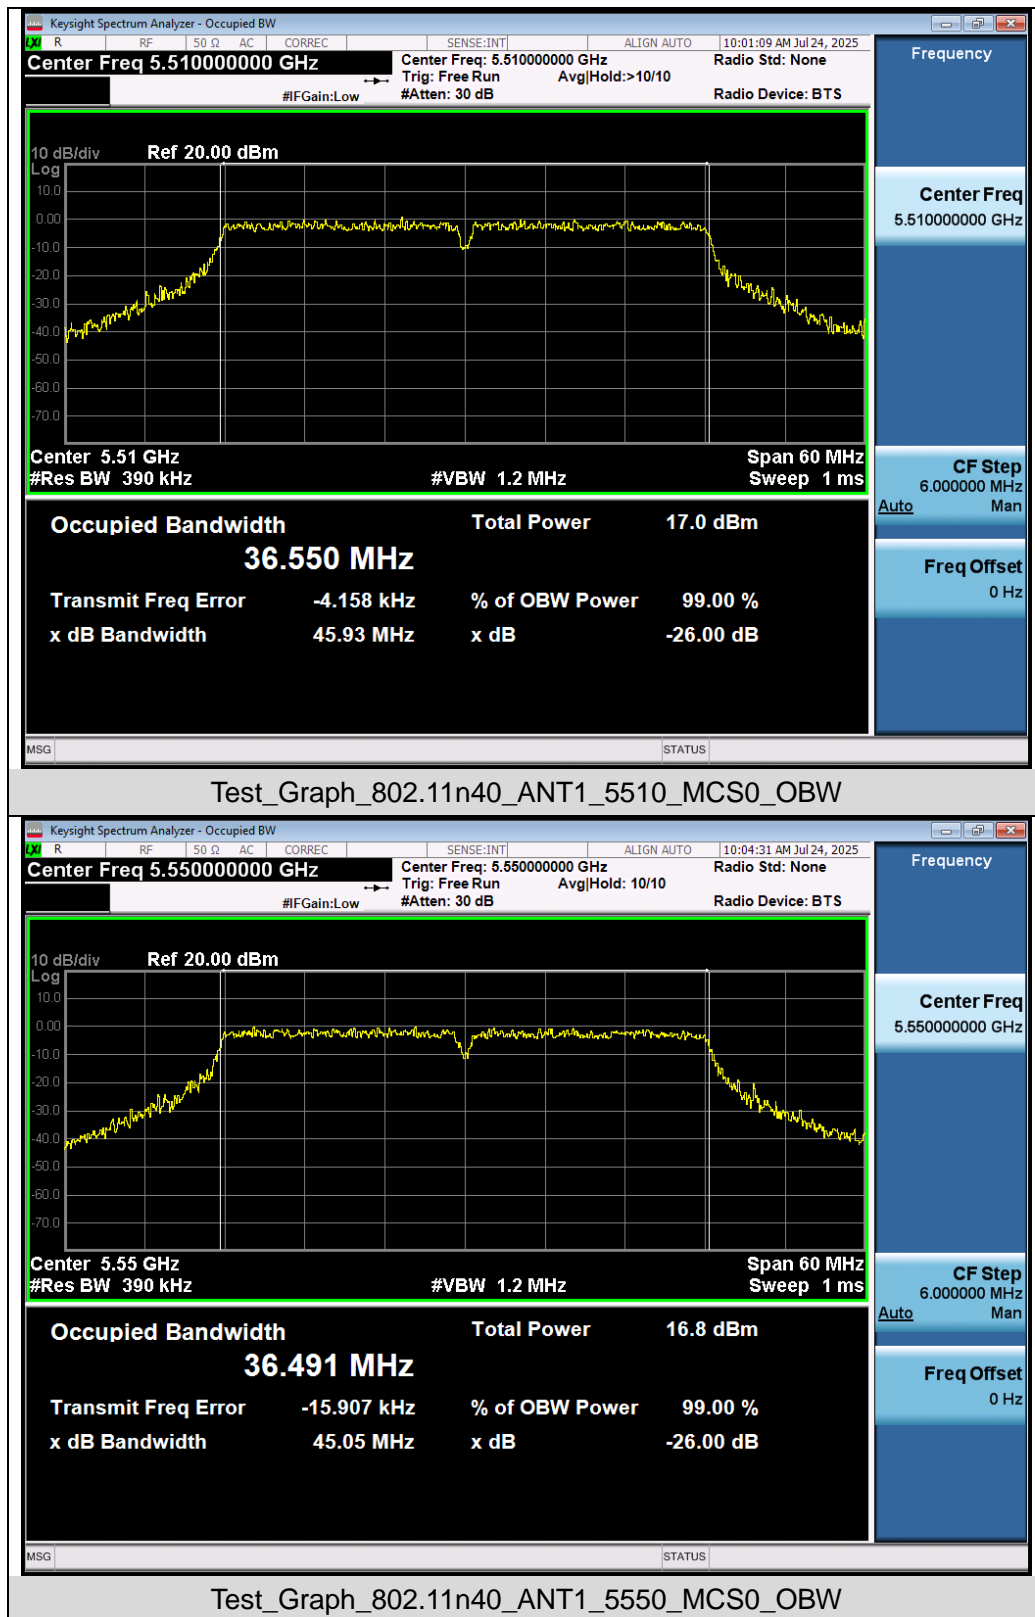 Keysight Spectrum Analyzer - Occupied BW
LXI R RF 50 Ω AC CORREC SENSE:INT ALIGN AUTO 10:01:09 AM Jul 24, 2025
Center Freq 5.510000000 GHz
Center Freq: 5.510000000 GHz
Radio Std: None
Trig: Free Run Avg|Hold:>10/10
#IFGain:Low #Atten: 30 dB Radio Device: BTS
Frequency
10 dB/div Ref 20.00 dBm
Log
10.0
0.00
-10.0
-20.0
-30.0
-40.0
-50.0
-60.0
-70.0
Center 5.51 GHz Span 60 MHz
#Res BW 390 kHz #VBW 1.2 MHz Sweep 1 ms
Center Freq
5.510000000 GHz
CF Step
6.000000 MHz
Auto Man
Freq Offset
0 Hz
Occupied Bandwidth Total Power 17.0 dBm
36.550 MHz
Transmit Freq Error -4.158 kHz % of OBW Power 99.00 %
x dB Bandwidth 45.93 MHz x dB -26.00 dB
MSG STATUS
Test_Graph_802.11n40_ANT1_5510_MCS0_OBW
Keysight Spectrum Analyzer - Occupied BW
LXI R RF 50 Ω AC CORREC SENSE:INT ALIGN AUTO 10:04:31 AM Jul 24, 2025
Center Freq 5.550000000 GHz
Center Freq: 5.550000000 GHz
Radio Std: None
Trig: Free Run Avg|Hold: 10/10
#IFGain:Low #Atten: 30 dB Radio Device: BTS
Frequency
10 dB/div Ref 20.00 dBm
Log
10.0
0.00
-10.0
-20.0
-30.0
-40.0
-50.0
-60.0
-70.0
Center 5.55 GHz Span 60 MHz
#Res BW 390 kHz #VBW 1.2 MHz Sweep 1 ms
Center Freq
5.550000000 GHz
CF Step
6.000000 MHz
Auto Man
Freq Offset
0 Hz
Occupied Bandwidth Total Power 16.8 dBm
36.491 MHz
Transmit Freq Error -15.907 kHz % of OBW Power 99.00 %
x dB Bandwidth 45.05 MHz x dB -26.00 dB
MSG STATUS
Test_Graph_802.11n40_ANT1_5550_MCS0_OBW